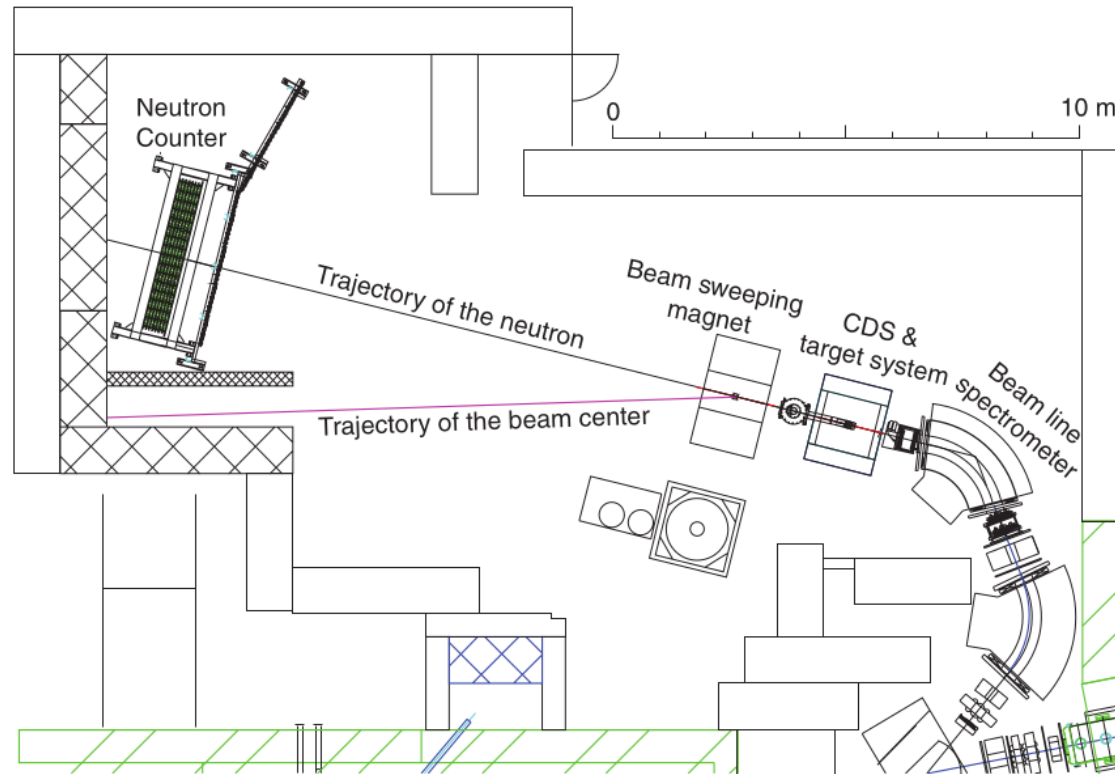 Neutron
Counter
0
10 m
Trajectory of the neutron
Beam sweeping
magnet
CDS &
target system
Beam line
spectrometer
Trajectory of the beam center